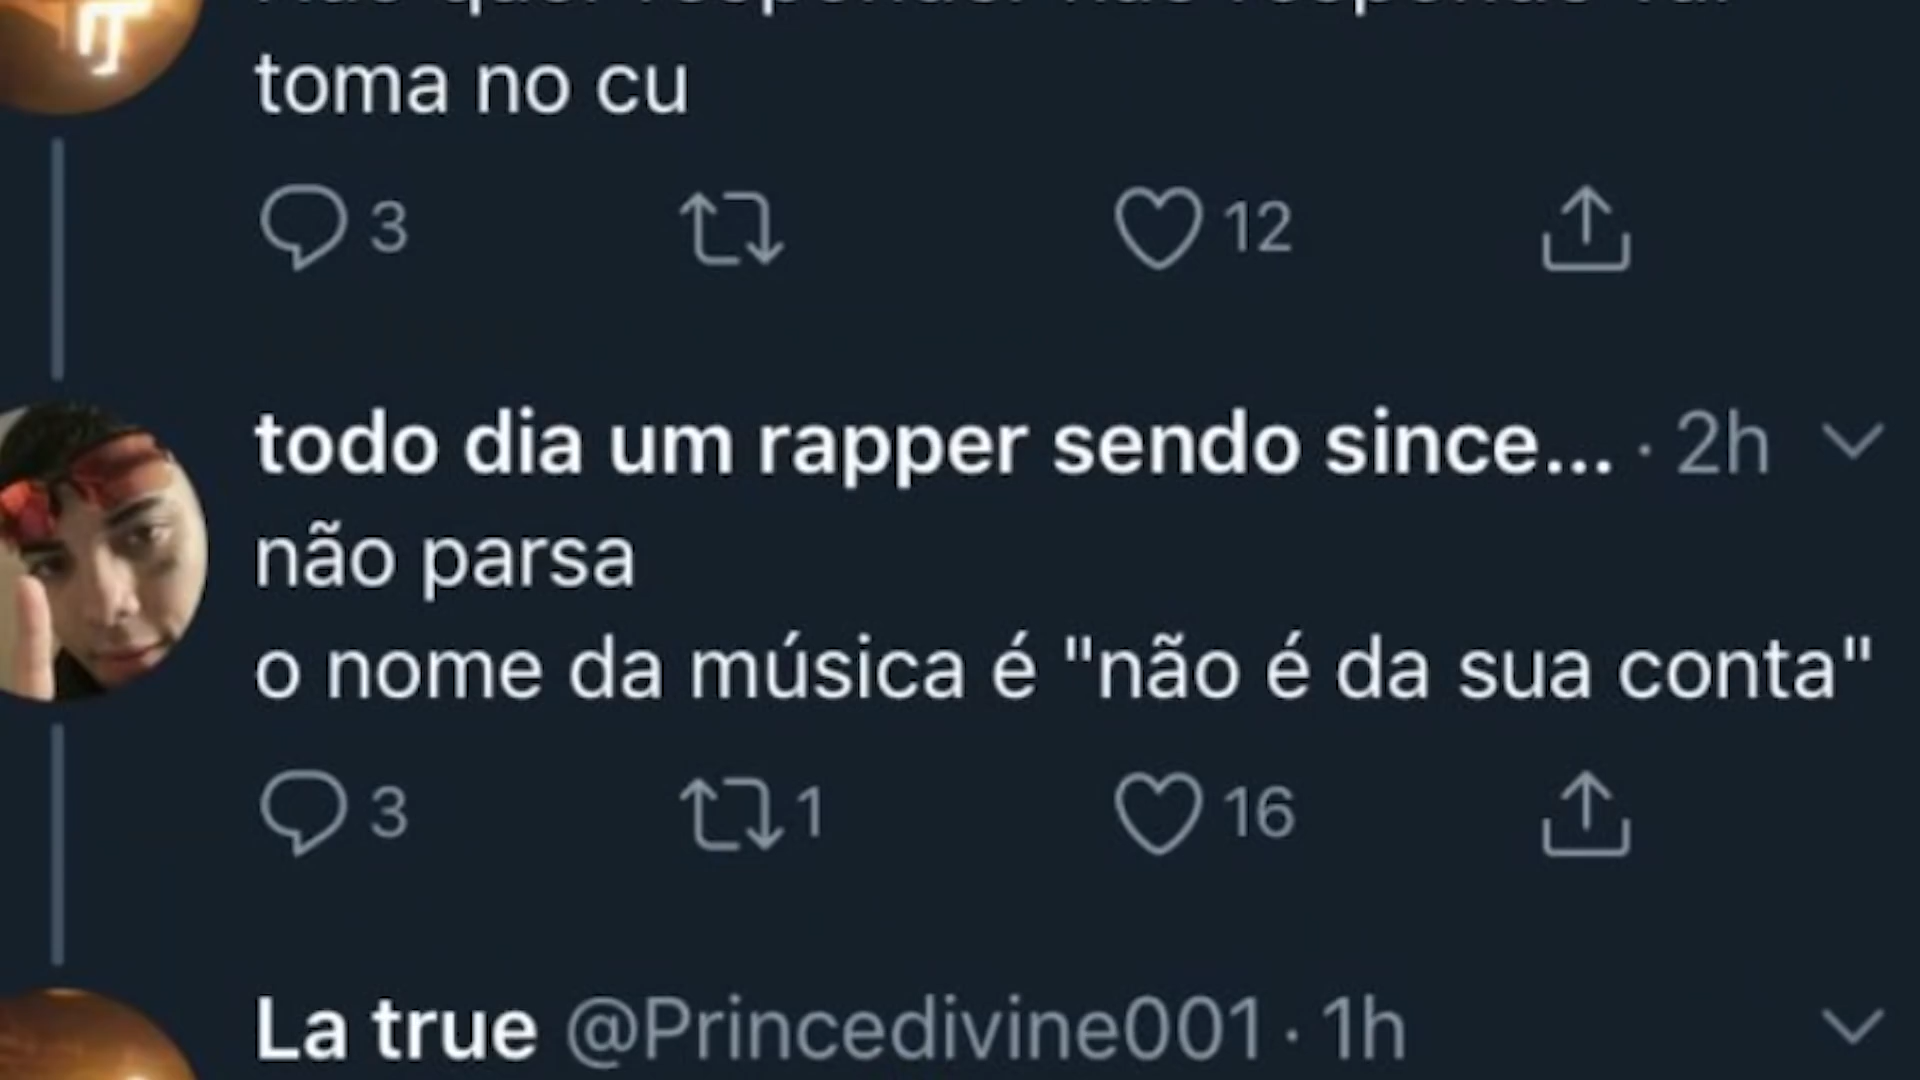 toma no cu
3
12
todo dia um rapper sendo since... · 2h
não parsa
o nome da música é "não é da sua conta"
3
1
16
La true @Princedivine001 · 1h